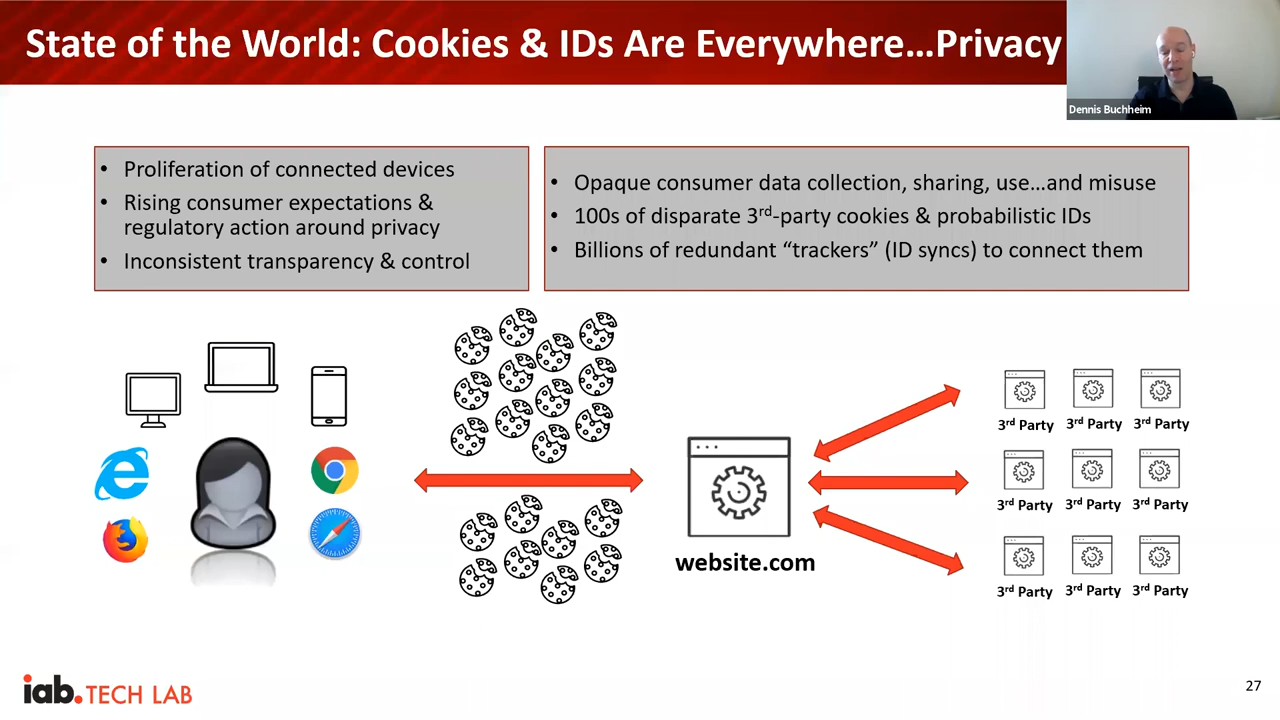 State of the World: Cookies & IDs Are Everywhere...Privacy
Dennis Buchheim
• Proliferation of connected devices
• Rising consumer expectations &
regulatory action around privacy
• Inconsistent transparency & control
• Opaque consumer data collection, sharing, use...and misuse
• 100s of disparate 3rd-party cookies & probabilistic IDs
• Billions of redundant “trackers” (ID syncs) to connect them
website.com
3rd Party 3rd Party 3rd Party
3rd Party 3rd Party 3rd Party
3rd Party 3rd Party 3rd Party
iab. TECH LAB
27